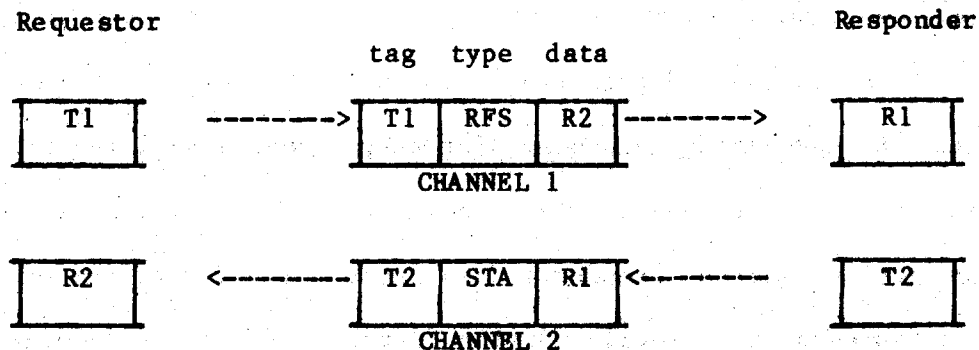 Requestor Responder
tag type data
T1 T1 RFS R2 R1
CHANNEL 1
R2 T2 STA R1 T2
CHANNEL 2